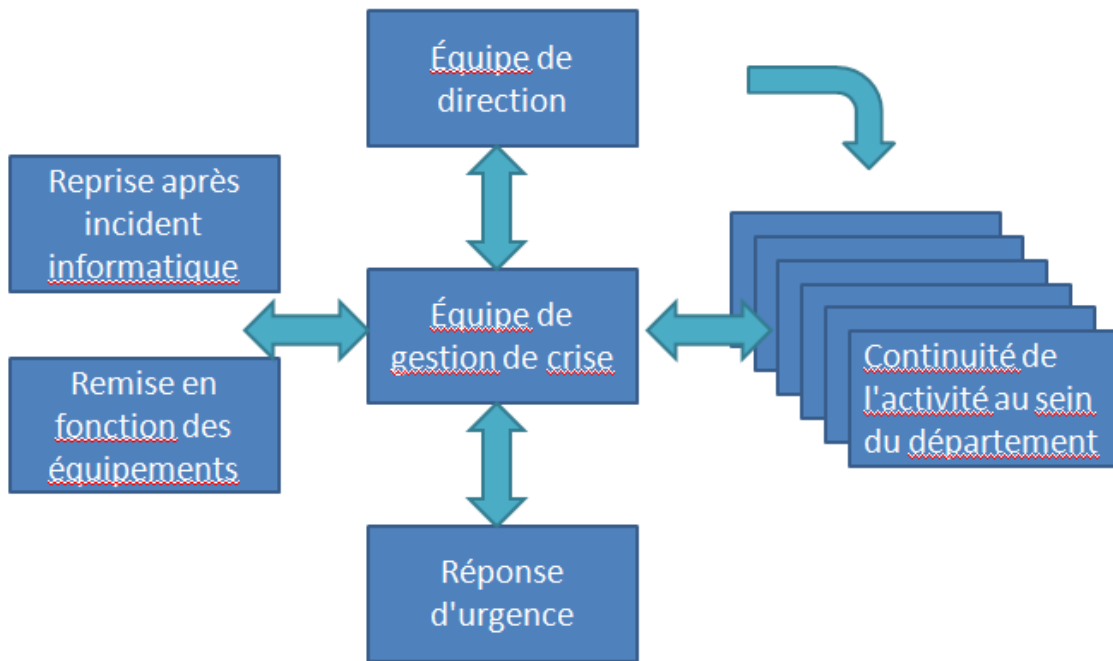 Équipe de
direction
Reprise après
incident
informatique
Équipe de
gestion de crise
Remise en
fonction des
équipements
Continuité de
l'activité au sein
du département
Réponse
d'urgence